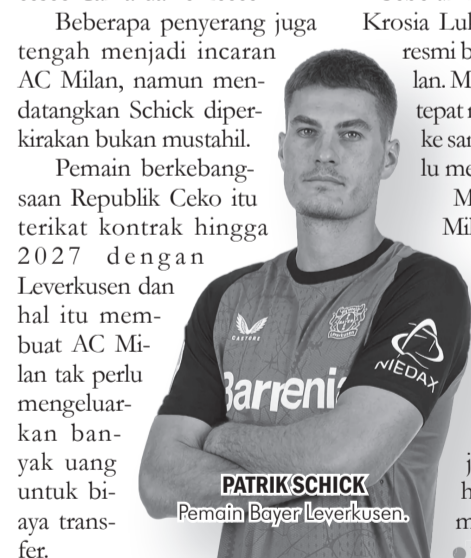 Beberapa penyerang juga
tengah menjadi incaran
AC Milan, namun men-
datangkan Schick diper-
kirakan bukan mustahil.
Pemain berkebang-
saan Republik Ceko itu
terikat kontrak hingga
2027 dengan
Leverkusen dan
hal itu mem-
buat AC Mi-
lan tak perlu
mengeluar-
kan ban-
yak uang
untuk bi-
aya trans-
fer.
CASTORE
Bayer
Leverkusen
NIEDAX
Barreni
PATRIK SCHICK
Pemain Bayer Leverkusen.
Krosia Lu
resmi b
lan. M
tepat
ke sa
lu me
M
Mi
j
h
m